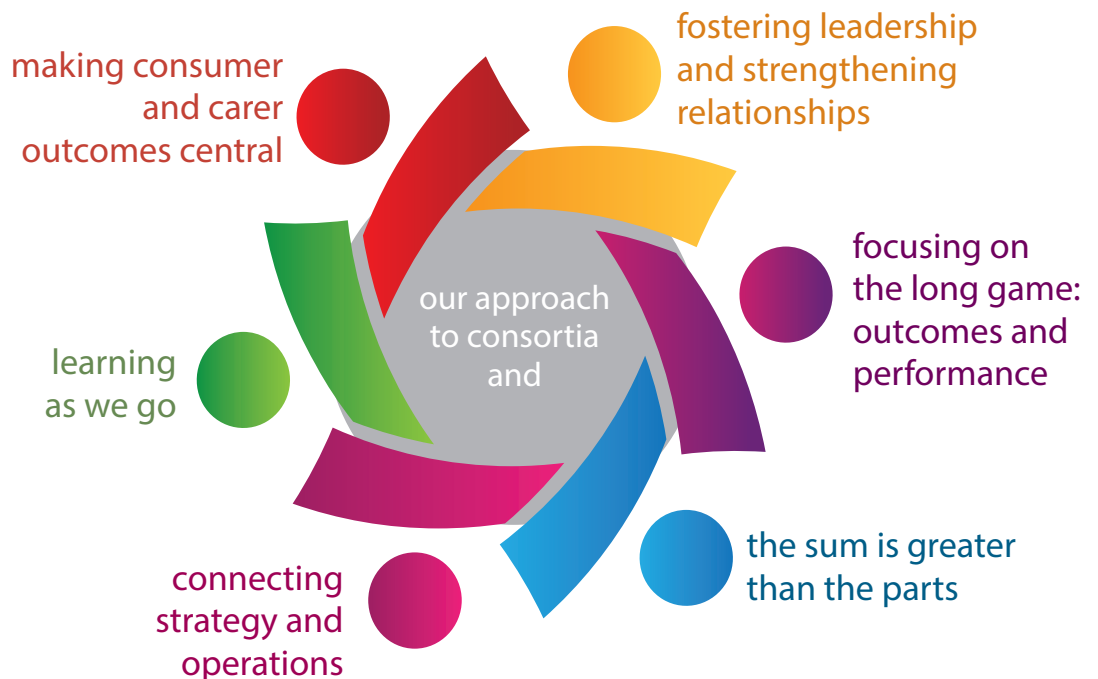 making consumer
and carer
outcomes central
fostering leadership
and strengthening
relationships
focusing on
the long game:
outcomes and
performance
our approach
to consortia
and
learning
as we go
the sum is greater
than the parts
connecting
strategy and
operations